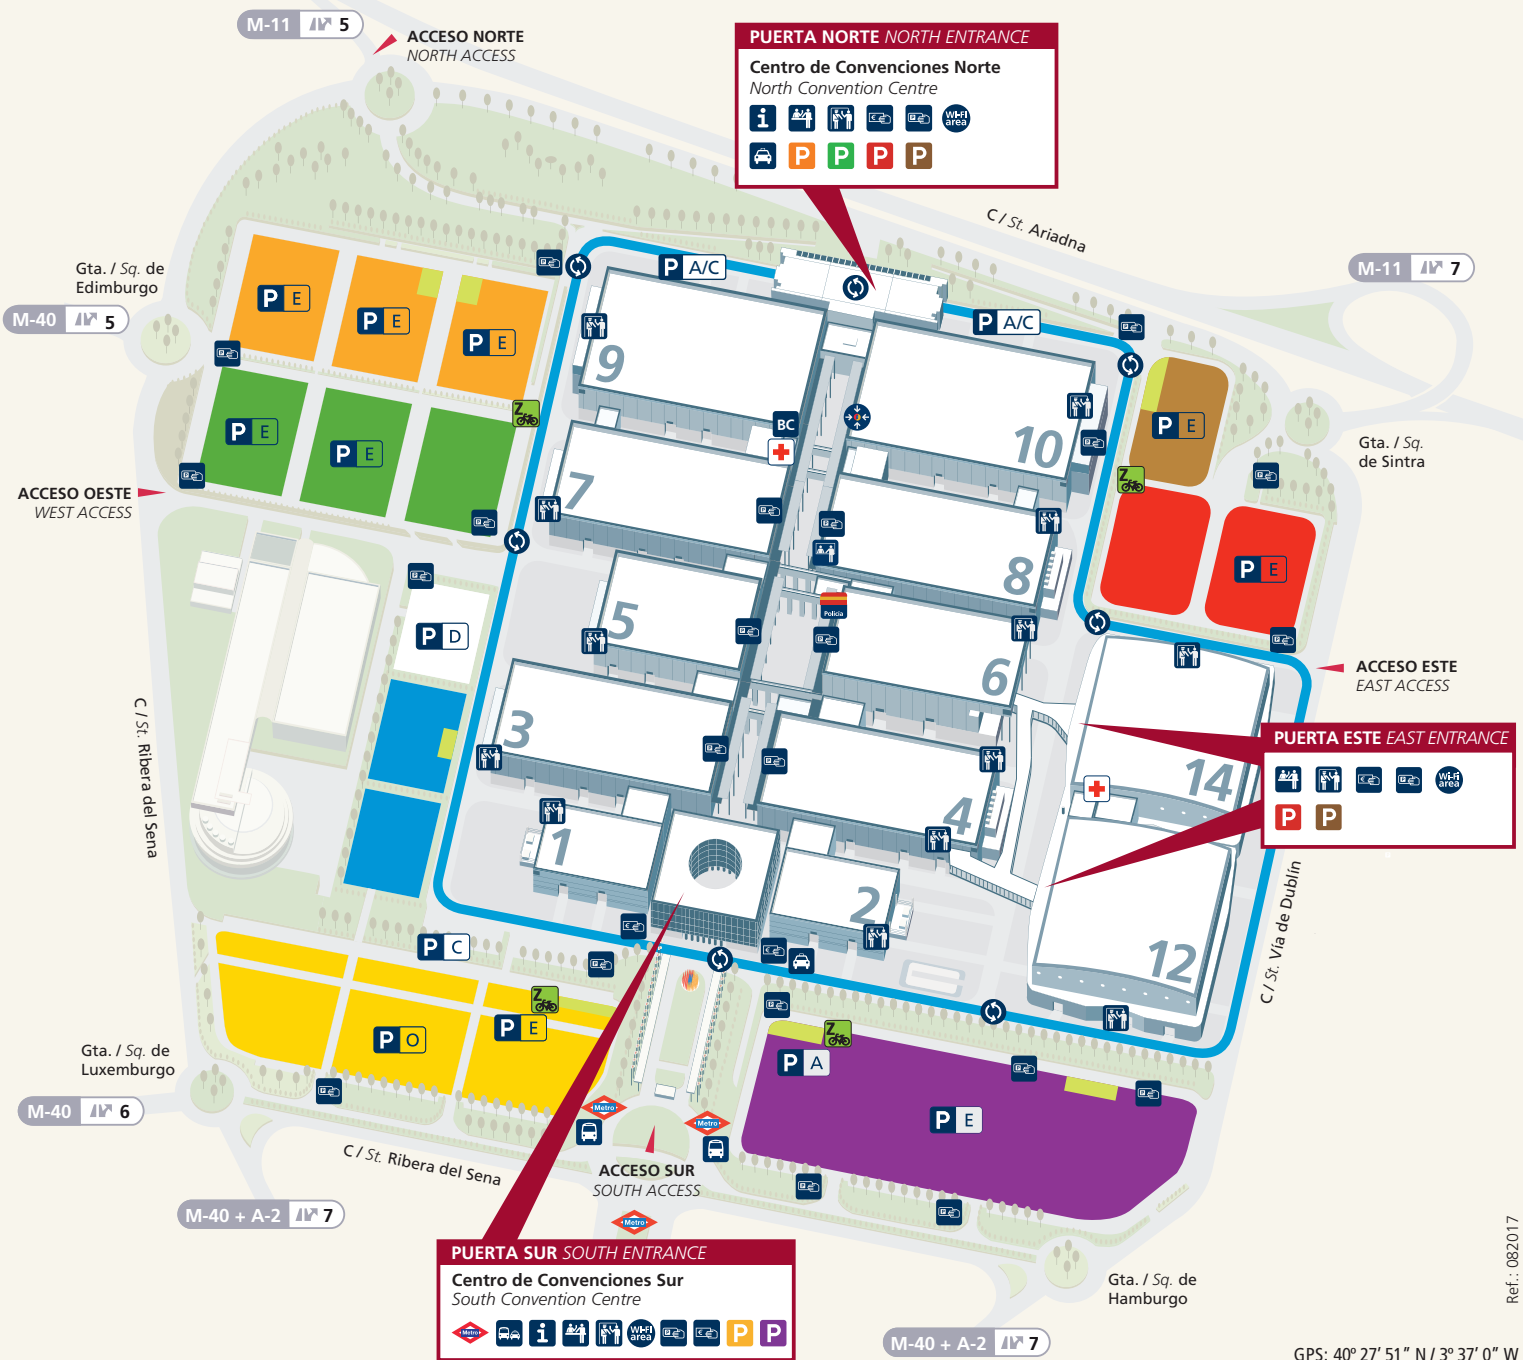 M-11 5
ACCESO NORTE
NORTH ACCESS
PUERTA NORTE NORTH ENTRANCE
Centro de Convenciones Norte
North Convention Centre
i WI-FI area
P P P P
C / St. Ariadna
M-11 7
Gta. / Sq. de
Edimburgo
M-40 5
P A/C
P A/C
P E
P E
P E
9
10
BC
P E
P E
P E
Z
Z
Gta. / Sq.
de Sintra
ACCESO OESTE
WEST ACCESS
7
8
P E
Policía
P D
5
6
ACCESO ESTE
EAST ACCESS
C / St. Ribera del Sena
3
4
14
PUERTA ESTE EAST ENTRANCE
Wi-Fi area
P P
1
2
12
C / St. Vía de Dublín
P C
Z
P O
P E
Z
P A
P E
Gta. / Sq. de
Luxemburgo
M-40 6
Metro
Metro
C / St. Ribera del Sena
ACCESO SUR
SOUTH ACCESS
M-40 + A-2 7
Metro
PUERTA SUR SOUTH ENTRANCE
Centro de Convenciones Sur
South Convention Centre
Metro i WI-FI area P P
Gta. / Sq. de
Hamburgo
M-40 + A-2 7
Ref.: 082017
GPS: 40º 27’ 51” N / 3º 37’ 0” W